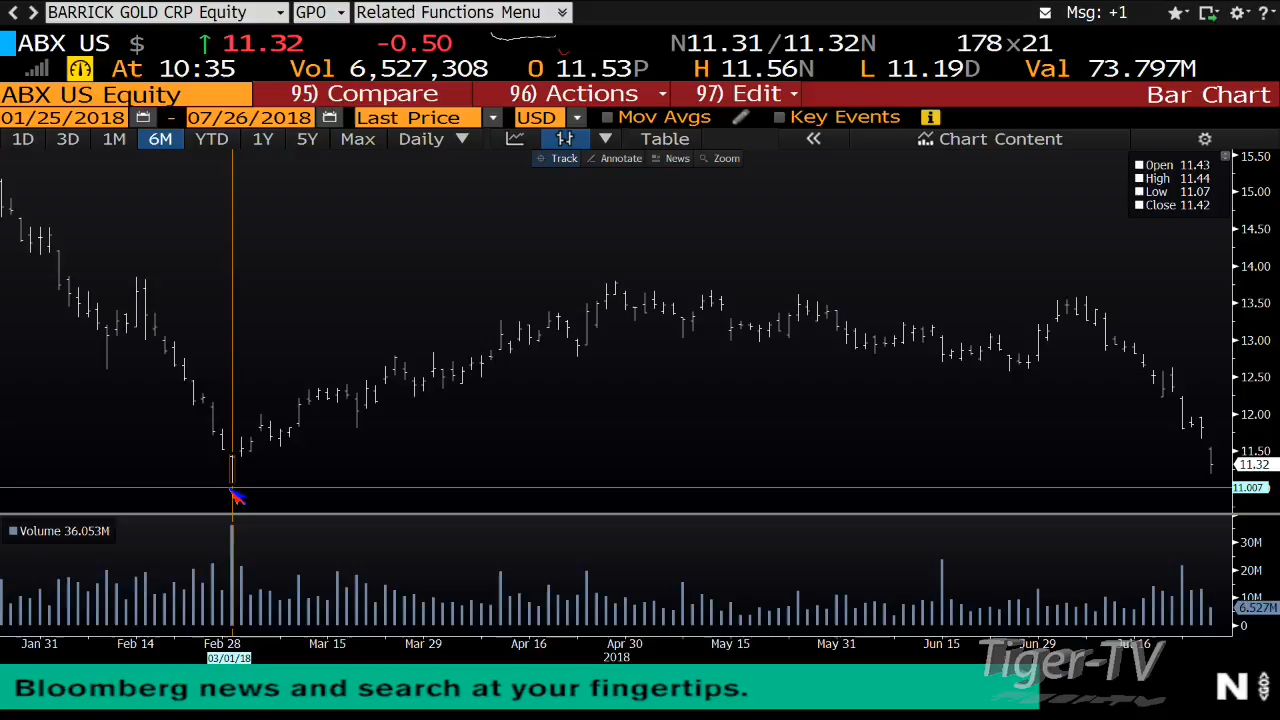 BARRICK GOLD CRP Equity GPO Related Functions Menu Msg: +1 ?
ABX US $ ↑ 11.32 -0.50 N11.31/11.32N 178x21
At 10:35 Vol 6,527,308 O 11.53P H 11.56N L 11.19D Val 73.797M
ABX US Equity 95) Compare 96) Actions 97) Edit Bar Chart
01/25/2018 - 07/26/2018 Last Price USD Mov Avgs Key Events
1D 3D 1M 6M YTD 1Y 5Y Max Daily Table Chart Content
Track Annotate News Zoom
Open 11.43
High 11.44
Low 11.07
Close 11.42
15.50
15.00
14.50
14.00
13.50
13.00
12.50
12.00
11.50
11.32
11.007
Volume 36.053M
30M
20M
10M
6.527M
0
Jan 31 Feb 14 Feb 28 Mar 15 Mar 29 Apr 16 Apr 30 May 15 May 31 Jun 15 Jun 29 Jul 16
03/01/18 2018
Tiger-TV
Bloomberg news and search at your fingertips.
N